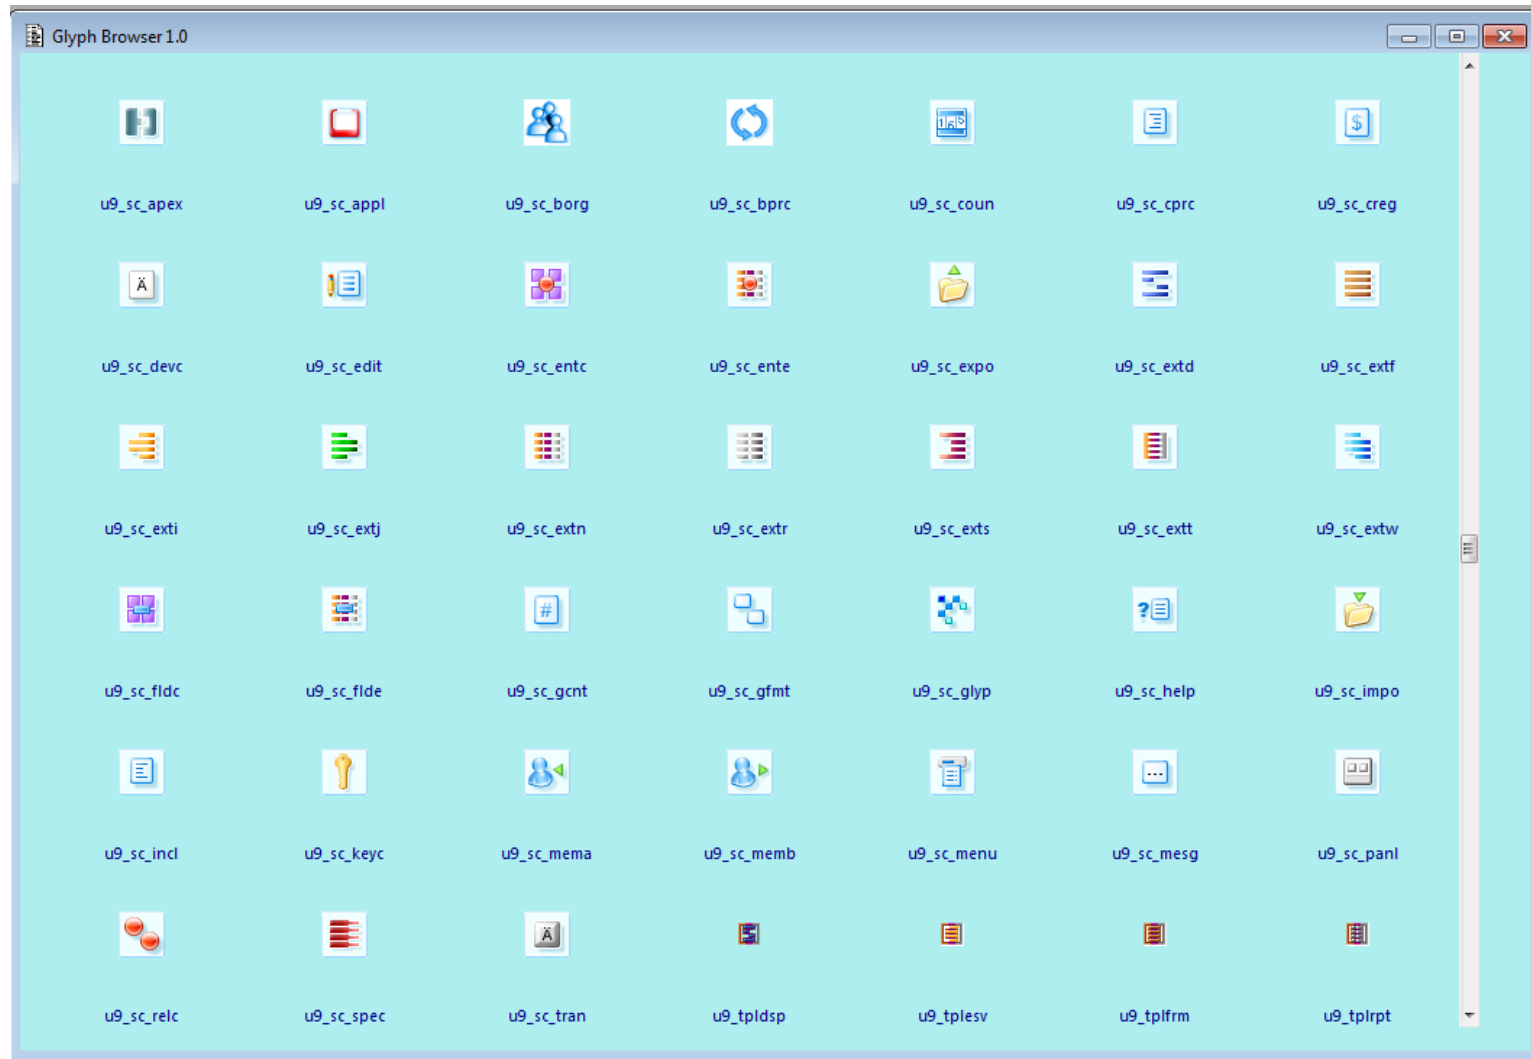 Glyph Browser 1.0
u9_sc_apex u9_sc_appl u9_sc_borg u9_sc_bprc u9_sc_coun u9_sc_cprc u9_sc_creg
Ä
u9_sc_devc u9_sc_edit u9_sc_entc u9_sc_ente u9_sc_expo u9_sc_extd u9_sc_extf
u9_sc_exti u9_sc_extj u9_sc_extn u9_sc_extr u9_sc_exts u9_sc_extt u9_sc_extw
# ?
u9_sc_fldc u9_sc_flde u9_sc_gcnt u9_sc_gfmt u9_sc_glyp u9_sc_help u9_sc_impo
...
u9_sc_incl u9_sc_keyc u9_sc_mema u9_sc_memb u9_sc_menu u9_sc_mesg u9_sc_panl
Ä
u9_sc_relc u9_sc_spec u9_sc_tran u9_tpldsp u9_tplesv u9_tplfrm u9_tplrpt